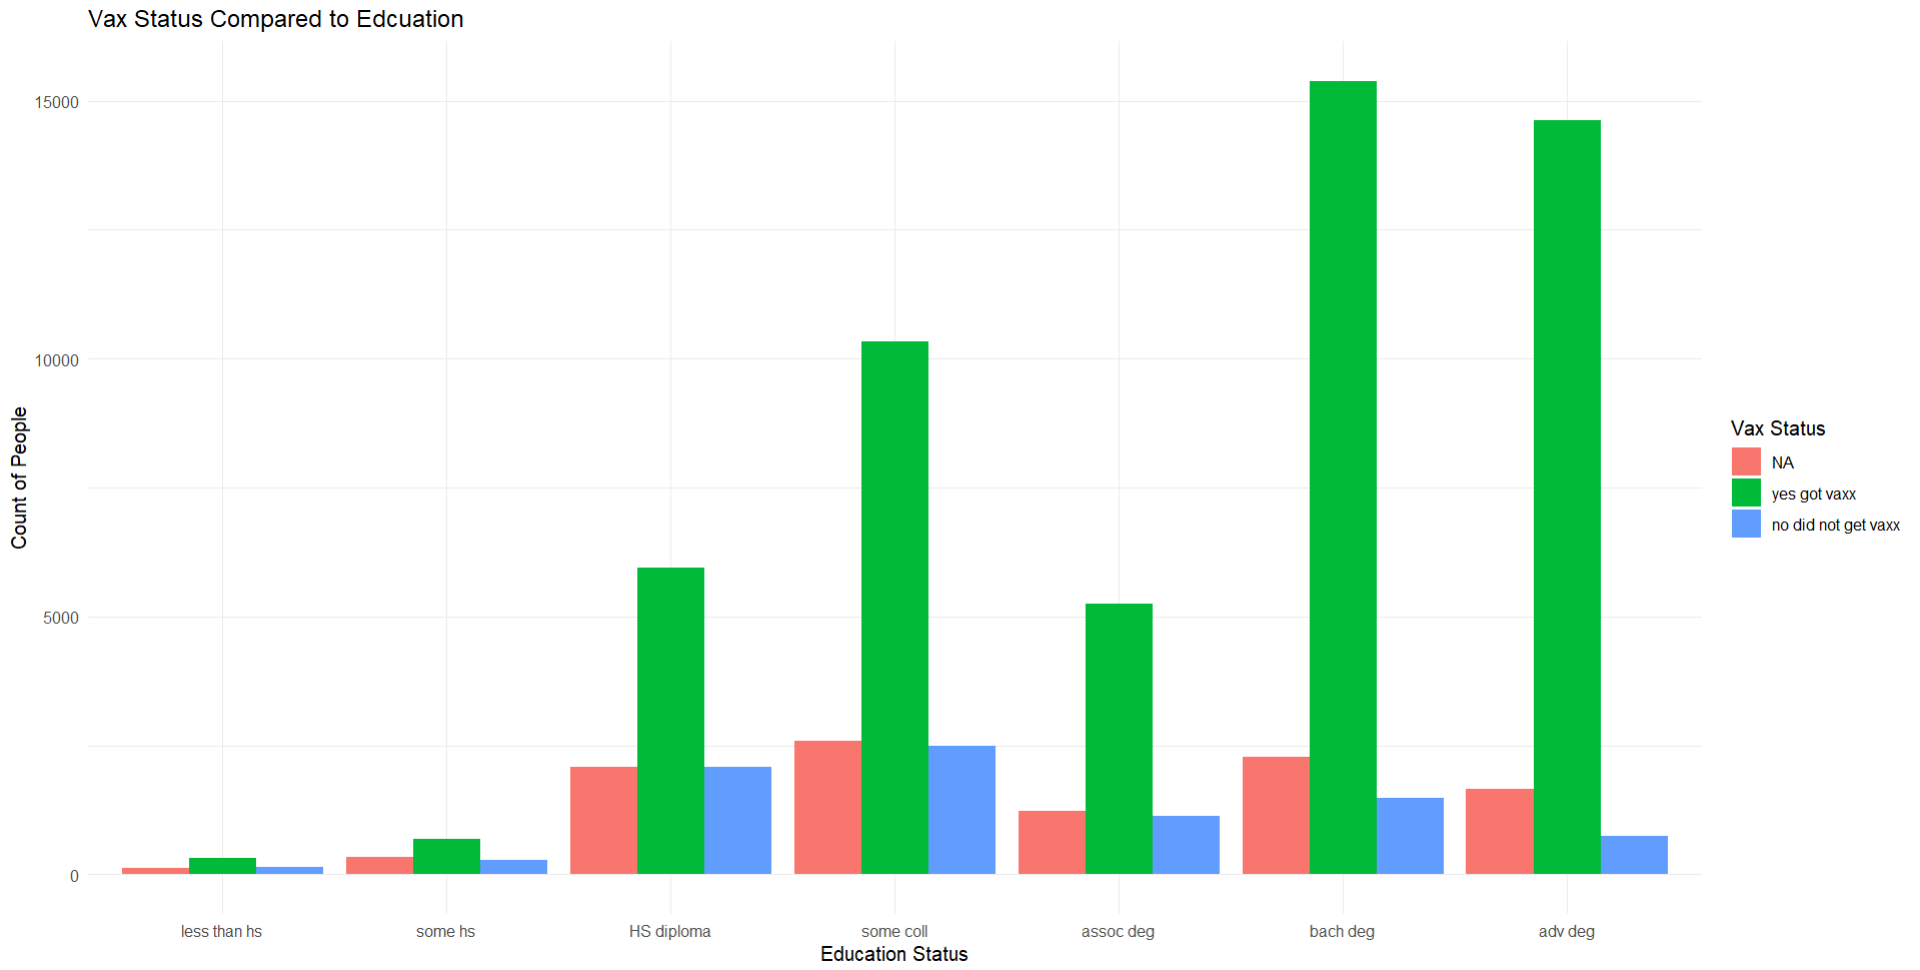 Vax Status Compared to Edcuation
15000
10000
5000
0
Count of People
less than hs
some hs
HS diploma
some coll
assoc deg
bach deg
adv deg
Education Status
Vax Status
NA
yes got vaxx
no did not get vaxx